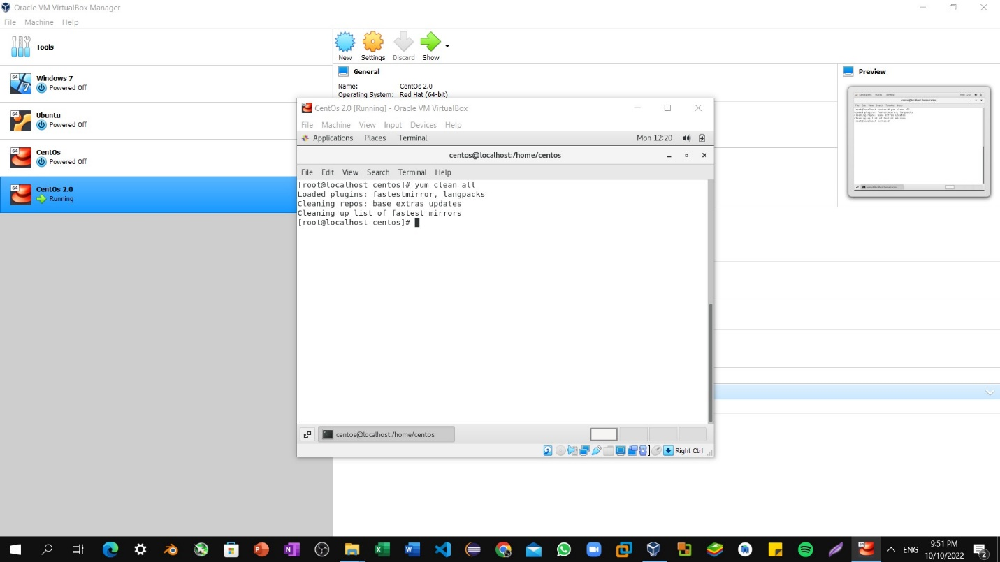 Oracle VM VirtualBox Manager
File Machine Help
Tools
64
Windows 7
Powered Off
64
Ubuntu
Powered Off
64
CentOs
Powered Off
64
CentOs 2.0
Running
New Settings Discard Show
General
Name: CentOs 2.0
Operating System: Red Hat (64-bit)
Preview
CentOs 2.0 [Running] - Oracle VM VirtualBox
File Machine View Input Devices Help
Applications Places Terminal Mon 12:20
centos@localhost:/home/centos
File Edit View Search Terminal Help
[root@localhost centos]# yum clean all
Loaded plugins: fastestmirror, langpacks
Cleaning repos: base extras updates
Cleaning up list of fastest mirrors
[root@localhost centos]#
centos@localhost:/home/centos
Right Ctrl
ENG
9:51 PM
10/10/2022
2